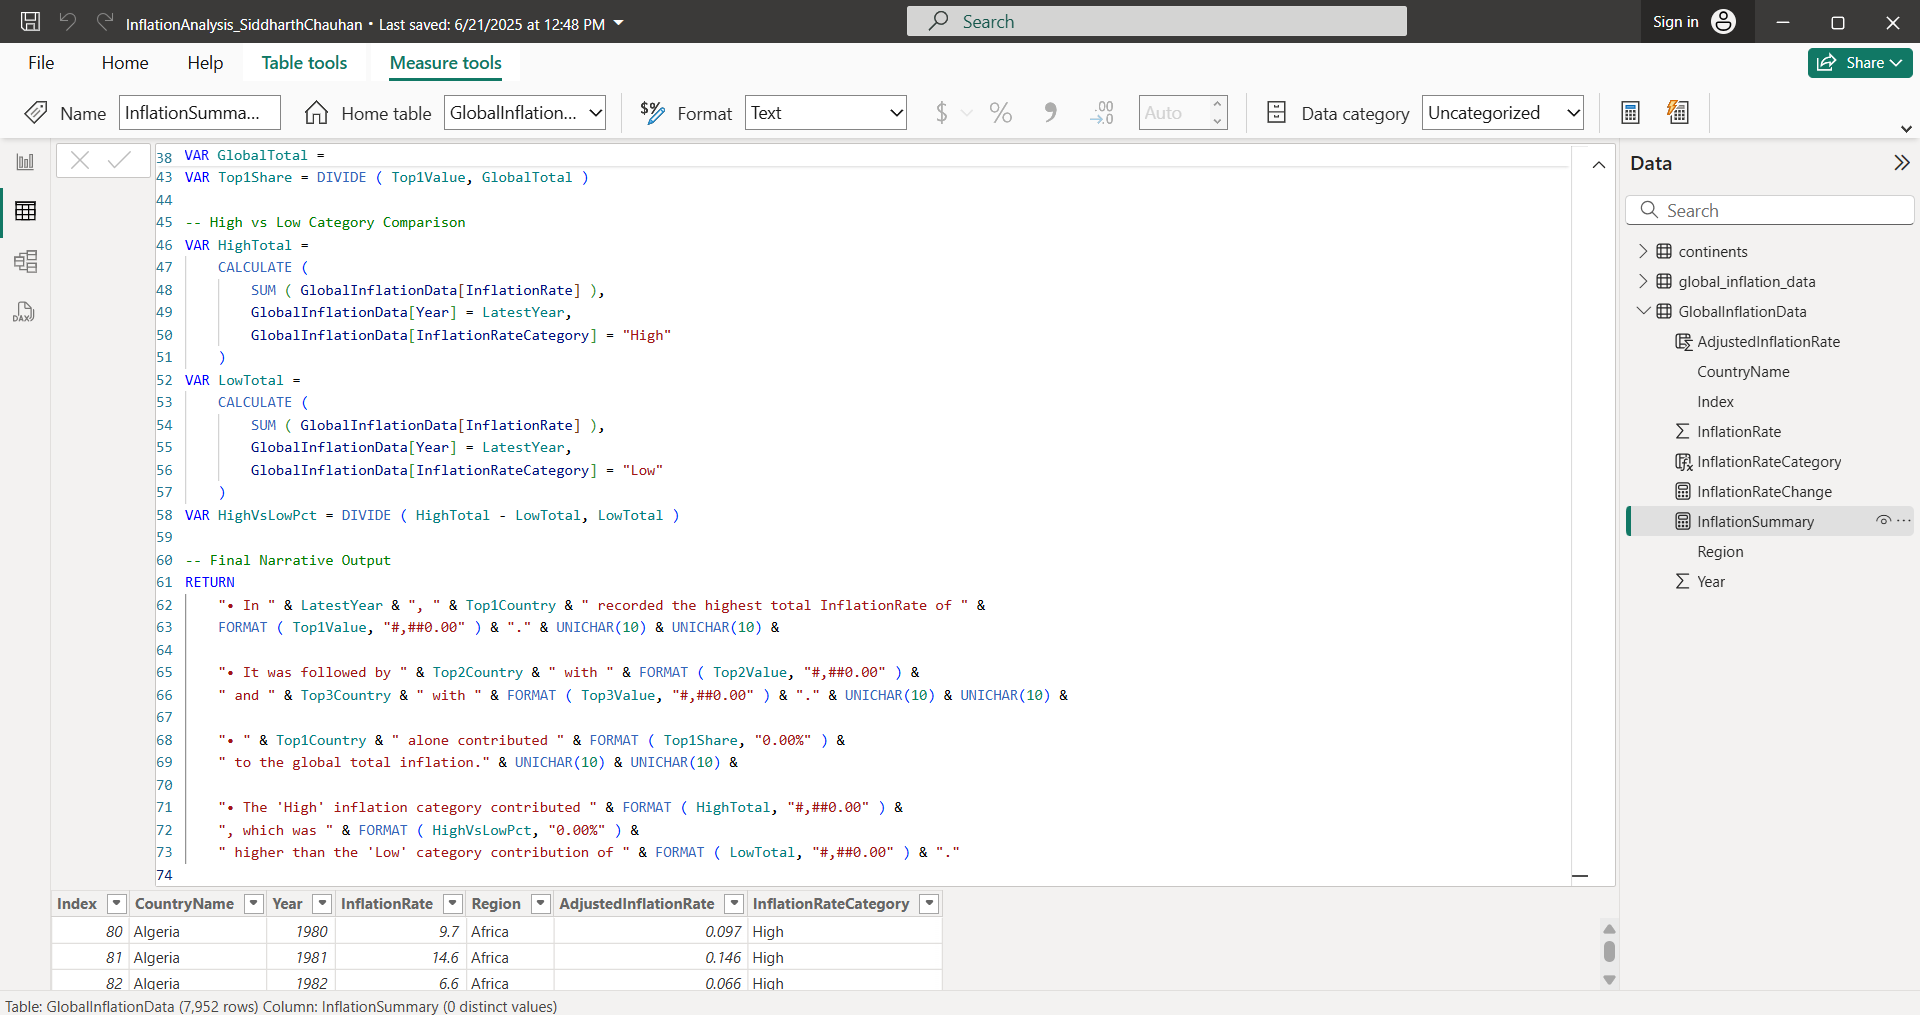 InflationAnalysis_SiddharthChauhan • Last saved: 6/21/2025 at 12:48 PM
Search
Sign in
File Home Help Table tools Measure tools
Share
Name InflationSumma... Home table GlobalInflation... Format Text $ % , .00 →.0 Auto Data category Uncategorized
38 VAR GlobalTotal =
43 VAR Top1Share = DIVIDE ( Top1Value, GlobalTotal )
44
45 -- High vs Low Category Comparison
46 VAR HighTotal =
47 CALCULATE (
48 SUM ( GlobalInflationData[InflationRate] ),
49 GlobalInflationData[Year] = LatestYear,
50 GlobalInflationData[InflationRateCategory] = "High"
51 )
52 VAR LowTotal =
53 CALCULATE (
54 SUM ( GlobalInflationData[InflationRate] ),
55 GlobalInflationData[Year] = LatestYear,
56 GlobalInflationData[InflationRateCategory] = "Low"
57 )
58 VAR HighVsLowPct = DIVIDE ( HighTotal - LowTotal, LowTotal )
59
60 -- Final Narrative Output
61 RETURN
62 "• In " & LatestYear & ", " & Top1Country & " recorded the highest total InflationRate of " &
63 FORMAT ( Top1Value, "#,##0.00" ) & "." & UNICHAR(10) & UNICHAR(10) &
64
65 "• It was followed by " & Top2Country & " with " & FORMAT ( Top2Value, "#,##0.00" ) &
66 " and " & Top3Country & " with " & FORMAT ( Top3Value, "#,##0.00" ) & "." & UNICHAR(10) & UNICHAR(10) &
67
68 "• " & Top1Country & " alone contributed " & FORMAT ( Top1Share, "0.00%" ) &
69 " to the global total inflation." & UNICHAR(10) & UNICHAR(10) &
70
71 "• The 'High' inflation category contributed " & FORMAT ( HighTotal, "#,##0.00" ) &
72 ", which was " & FORMAT ( HighVsLowPct, "0.00%" ) &
73 " higher than the 'Low' category contribution of " & FORMAT ( LowTotal, "#,##0.00" ) & "."
74
DAX
Data
Search
continents
global_inflation_data
GlobalInflationData
AdjustedInflationRate
CountryName
Index
InflationRate
InflationRateCategory
InflationRateChange
InflationSummary
Region
Year
Index CountryName Year InflationRate Region AdjustedInflationRate InflationRateCategory
80 Algeria 1980 9.7 Africa 0.097 High
81 Algeria 1981 14.6 Africa 0.146 High
82 Algeria 1982 6.6 Africa 0.066 High
Table: GlobalInflationData (7,952 rows) Column: InflationSummary (0 distinct values)